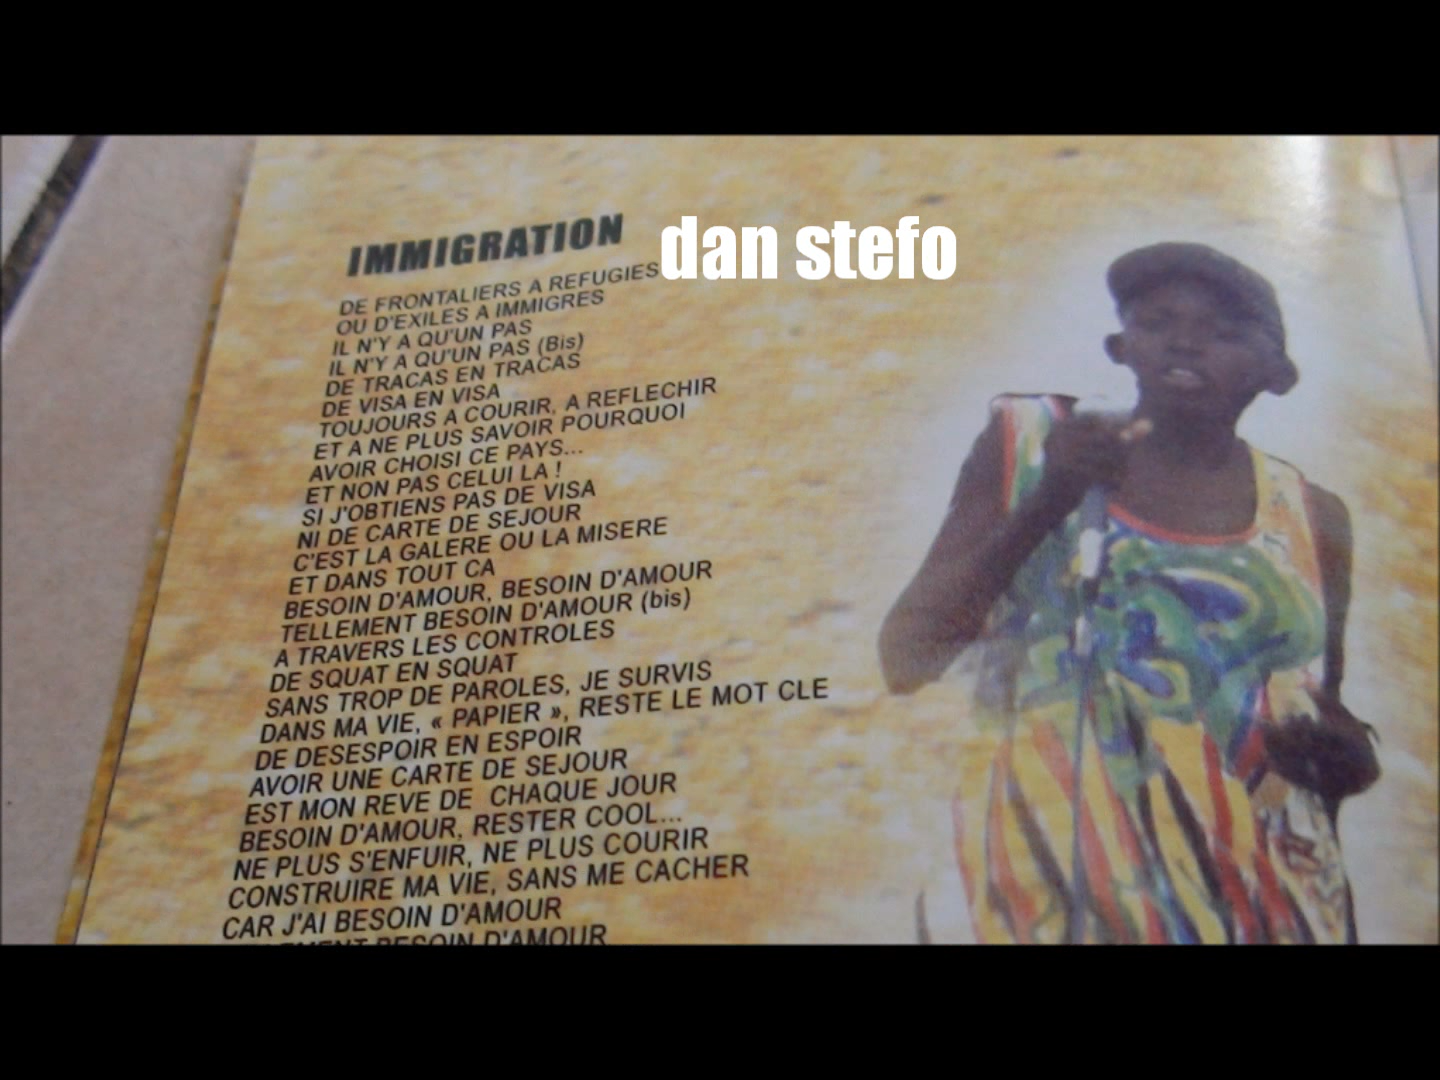 IMMIGRATION
dan stefo
DE FRONTALIERS A REFUGIES
OU D'EXILES A IMMIGRES
IL N'Y A QU'UN PAS
IL N'Y A QU'UN PAS (Bis)
DE TRACAS EN TRACAS
DE VISA EN VISA
TOUJOURS A COURIR, A REFLECHIR
ET A NE PLUS SAVOIR POURQUOI
AVOIR CHOISI CE PAYS...
ET NON PAS CELUI LA !
SI J'OBTIENS PAS DE VISA
NI DE CARTE DE SEJOUR
C'EST LA GALERE OU LA MISERE
ET DANS TOUT CA
BESOIN D'AMOUR, BESOIN D'AMOUR
TELLEMENT BESOIN D'AMOUR (bis)
A TRAVERS LES CONTROLES
DE SQUAT EN SQUAT
SANS TROP DE PAROLES, JE SURVIS
DANS MA VIE, « PAPIER », RESTE LE MOT CLE
DE DESESPOIR EN ESPOIR
AVOIR UNE CARTE DE SEJOUR
EST MON REVE DE CHAQUE JOUR
BESOIN D'AMOUR, RESTER COOL...
NE PLUS S'ENFUIR, NE PLUS COURIR
CONSTRUIRE MA VIE, SANS ME CACHER
CAR J'AI BESOIN D'AMOUR
BESOIN D'AMOUR